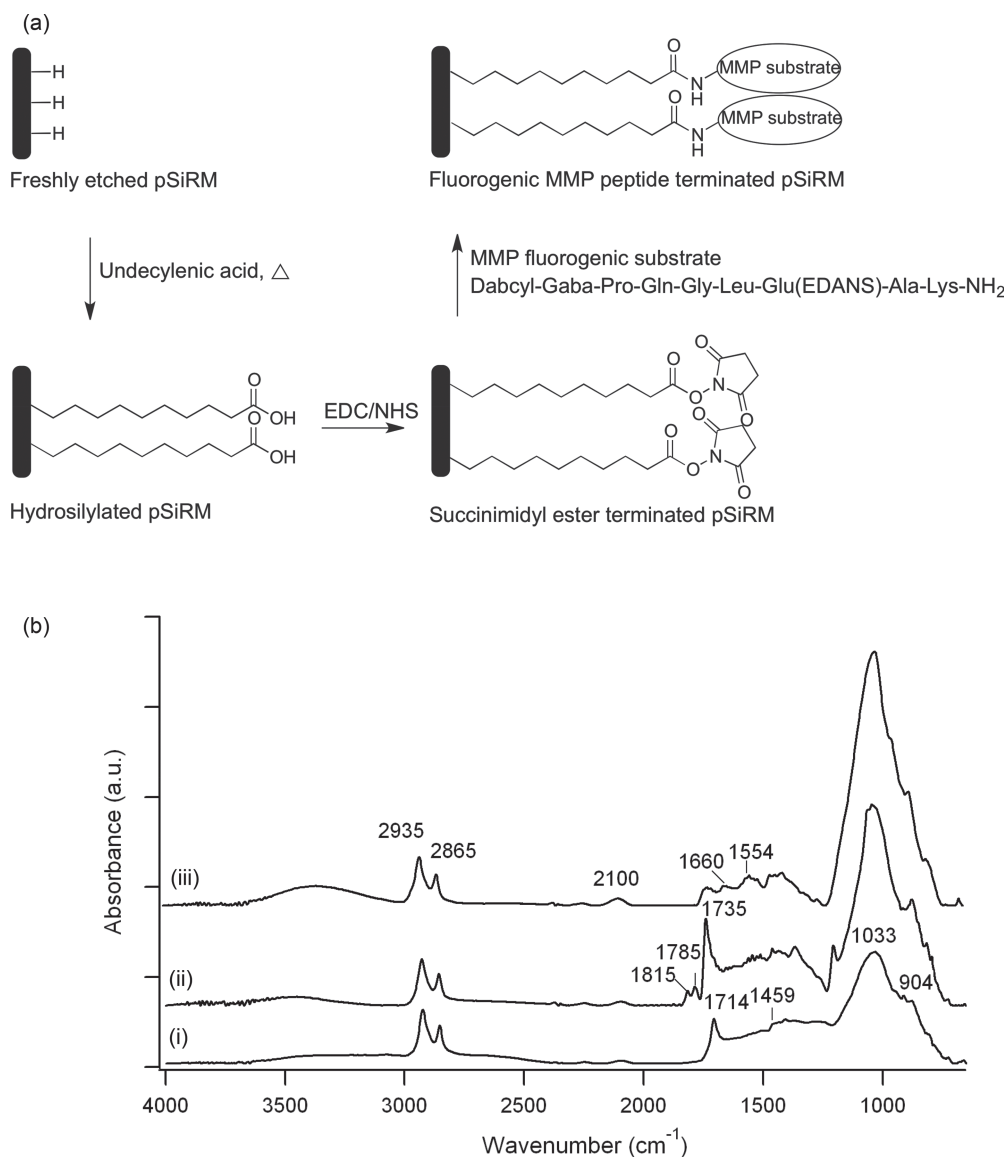 (a)
H
H
H
Freshly etched pSiRM
O
N
H
MMP substrate
O
N
H
MMP substrate
Fluorogenic MMP peptide terminated pSiRM
Undecylenic acid, △
MMP fluorogenic substrate
Dabcyl-Gaba-Pro-Gln-Gly-Leu-Glu(EDANS)-Ala-Lys-NH2
O
OH
O
OH
Hydrosilylated pSiRM
EDC/NHS
O
O
N
O
O
O
O
N
O
O
Succinimidyl ester terminated pSiRM
(b)
Absorbance (a.u.)
(iii)
2935
2865
2100
1660
1554
(ii)
1815
1785
1735
1033
904
(i)
1714
1459
4000 3500 3000 2500 2000 1500 1000
Wavenumber (cm-1)